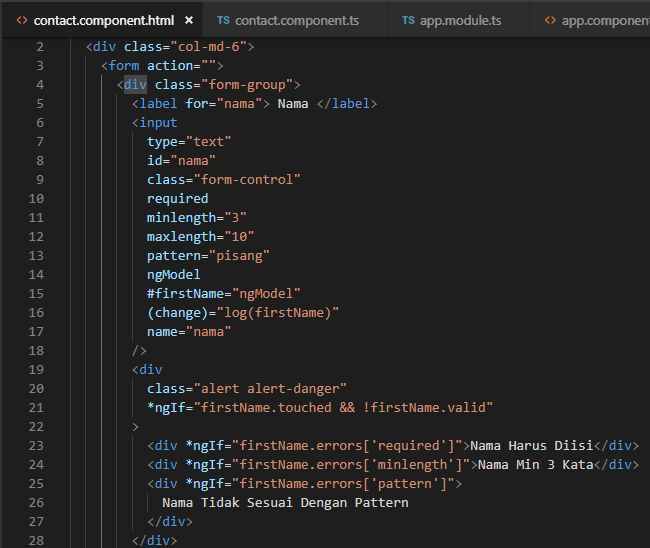 contact.component.html × TS contact.component.ts TS app.module.ts app.component
2 <div class="col-md-6">
3 <form action="">
4 <div class="form-group">
5 <label for="nama"> Nama </label>
6 <input
7 type="text"
8 id="nama"
9 class="form-control"
10 required
11 minlength="3"
12 maxlength="10"
13 pattern="pisang"
14 ngModel
15 #firstName="ngModel"
16 (change)="log(firstName)"
17 name="nama"
18 />
19 <div
20 class="alert alert-danger"
21 *ngIf="firstName.touched && !firstName.valid"
22 >
23 <div *ngIf="firstName.errors['required']">Nama Harus Diisi</div>
24 <div *ngIf="firstName.errors['minlength']">Nama Min 3 Kata</div>
25 <div *ngIf="firstName.errors['pattern']">
26 Nama Tidak Sesuai Dengan Pattern
27 </div>
28 </div>